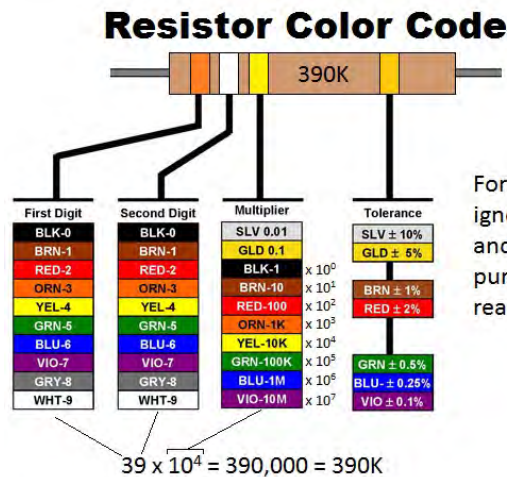 Resistor Color Code
390K
First Digit
BLK-0
BRN-1
RED-2
ORN-3
YEL-4
GRN-5
BLU-6
VIO-7
GRY-8
WHT-9
Second Digit
BLK-0
BRN-1
RED-2
ORN-3
YEL-4
GRN-5
BLU-6
VIO-7
GRY-8
WHT-9
Multiplier
SLV 0.01
GLD 0.1
BLK-1 x 10⁰
BRN-10 x 10¹
RED-100 x 10²
ORN-1K x 10³
YEL-10K x 10⁴
GRN-100K x 10⁵
BLU-1M x 10⁶
VIO-10M x 10⁷
Tolerance
SLV ± 10%
GLD ± 5%
BRN ± 1%
RED ± 2%
GRN ± 0.5%
BLU- ± 0.25%
VIO ± 0.1%
For
igno
and
pur
rea
39 x 10⁴ = 390,000 = 390K